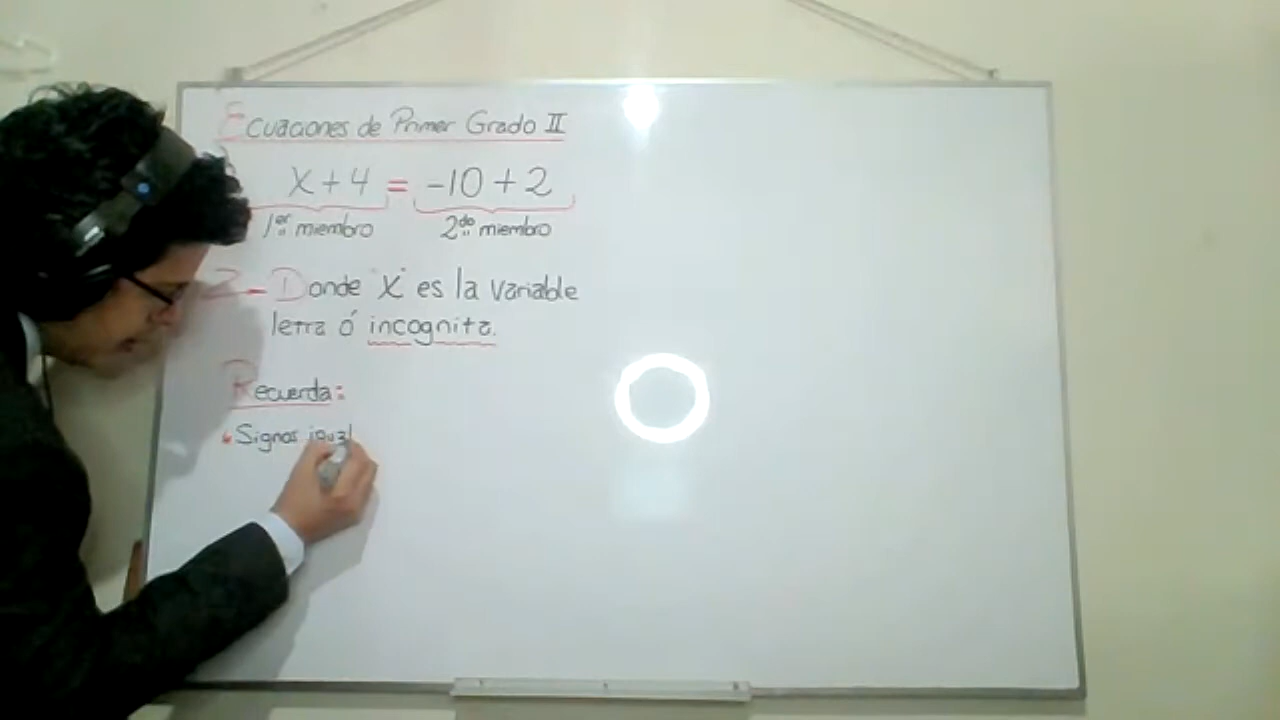 Ecuaciones de Primer Grado II
X + 4 = -10 + 2
1er miembro 2do miembro
2- Donde "X" es la variable
letra ó incognita.
Recuerda:
Signos igual